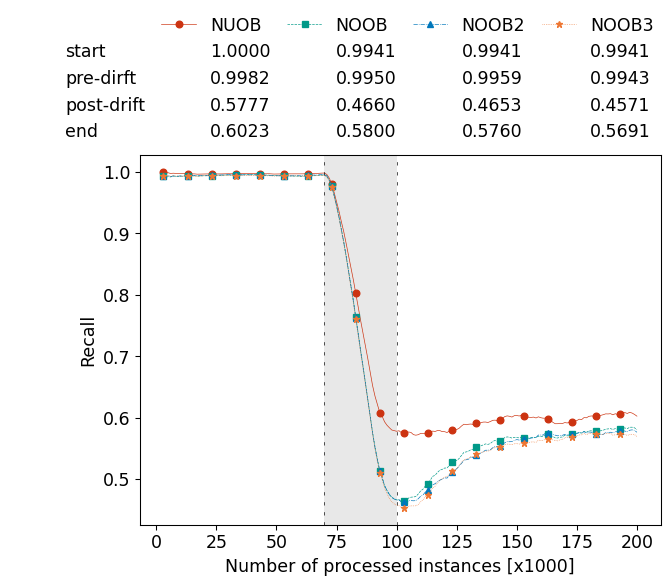 NUOB NOOB NOOB2 NOOB3
start 1.0000 0.9941 0.9941 0.9941
pre-dirft 0.9982 0.9950 0.9959 0.9943
post-drift 0.5777 0.4660 0.4653 0.4571
end 0.6023 0.5800 0.5760 0.5691
1.0
0.9
0.8
0.7
0.6
0.5
Recall
0 25 50 75 100 125 150 175 200
Number of processed instances [x1000]